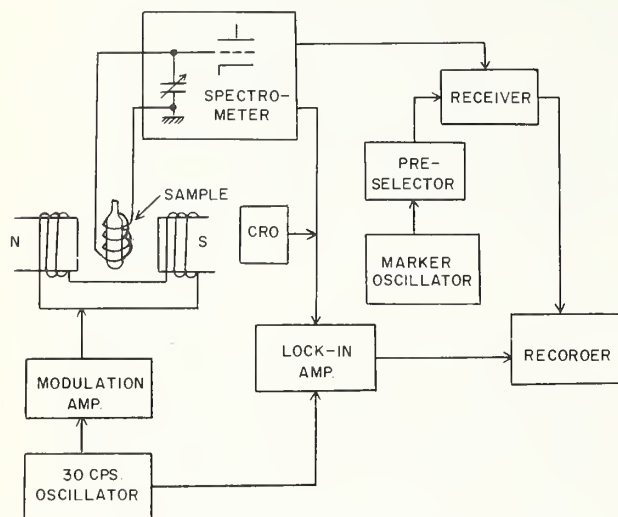 SPECTRO-
METER
RECEIVER
PRE-
SELECTOR
SAMPLE
N
S
CRO
MARKER
OSCILLATOR
LOCK-IN
AMP.
RECOROER
MODULATION
AMP.
30 CPS.
OSCILLATOR